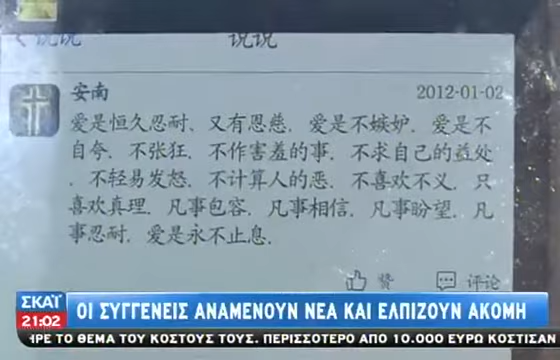 说说
说说
安南 2012-01-02
爱是恒久忍耐．又有恩慈．爱是不嫉妒．爱是不
自夸．不张狂．不作害羞的事．不求自己的益处
．不轻易发怒．不计算人的恶．不喜欢不义．只
喜欢真理．凡事包容．凡事相信．凡事盼望．凡
事忍耐．爱是永不止息．
赞 评论
ΣΚΑΪ
21:02
ΟΙ ΣΥΓΓΕΝΕΙΣ ΑΝΑΜΕΝΟΥΝ ΝΕΑ ΚΑΙ ΕΛΠΙΖΟΥΝ ΑΚΟΜΗ
ΗΡΕ ΤΟ ΘΕΜΑ ΤΟΥ ΚΟΣΤΟΥΣ ΤΟΥΣ. ΠΕΡΙΣΣΟΤΕΡΟ ΑΠΟ 10.000 ΕΥΡΩ ΚΟΣΤΙΣΑΝ